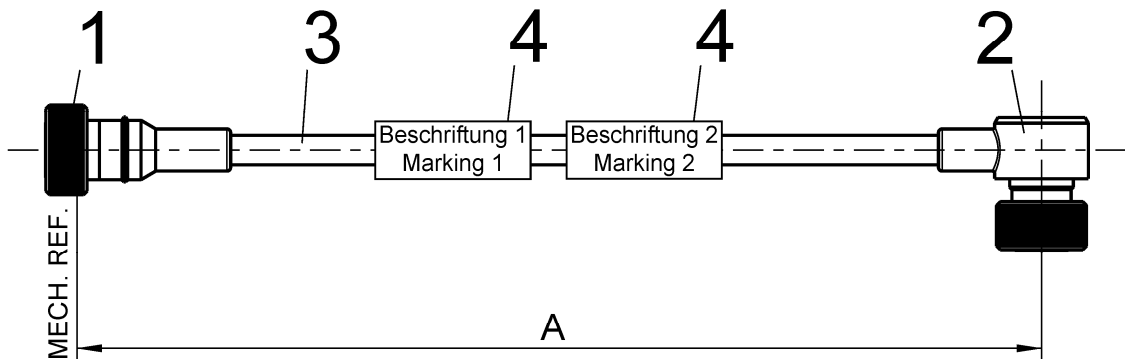 1
3
4
4
2
Beschriftung 1
Marking 1
Beschriftung 2
Marking 2
MECH. REF.
A